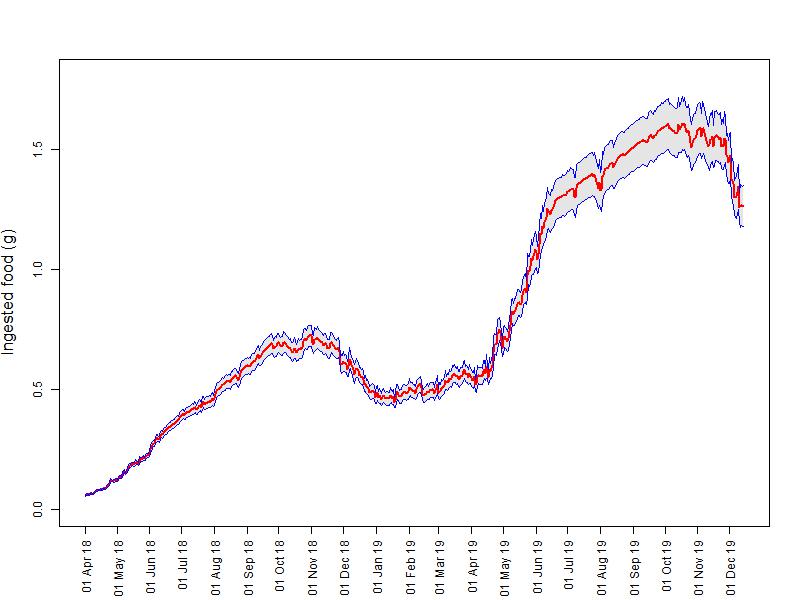 Ingested food (g)
1.5
1.0
0.5
0.0
01 Apr 18
01 May 18
01 Jun 18
01 Jul 18
01 Aug 18
01 Sep 18
01 Oct 18
01 Nov 18
01 Dec 18
01 Jan 19
01 Feb 19
01 Mar 19
01 Apr 19
01 May 19
01 Jun 19
01 Jul 19
01 Aug 19
01 Sep 19
01 Oct 19
01 Nov 19
01 Dec 19